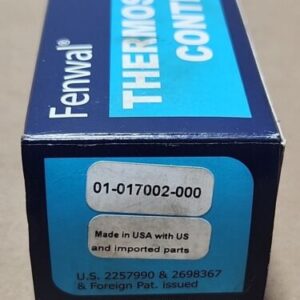 Fenwal®
THERMOS
CONT
01-017002-000
Made in USA with US
and imported parts
U.S. 2257990 & 2698367
& Foreign Pat. issued